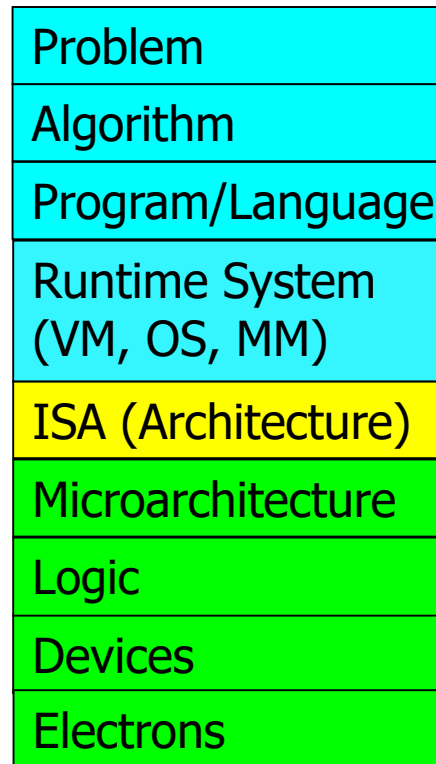 Problem
Algorithm
Program/Language
Runtime System
(VM, OS, MM)
ISA (Architecture)
Microarchitecture
Logic
Devices
Electrons